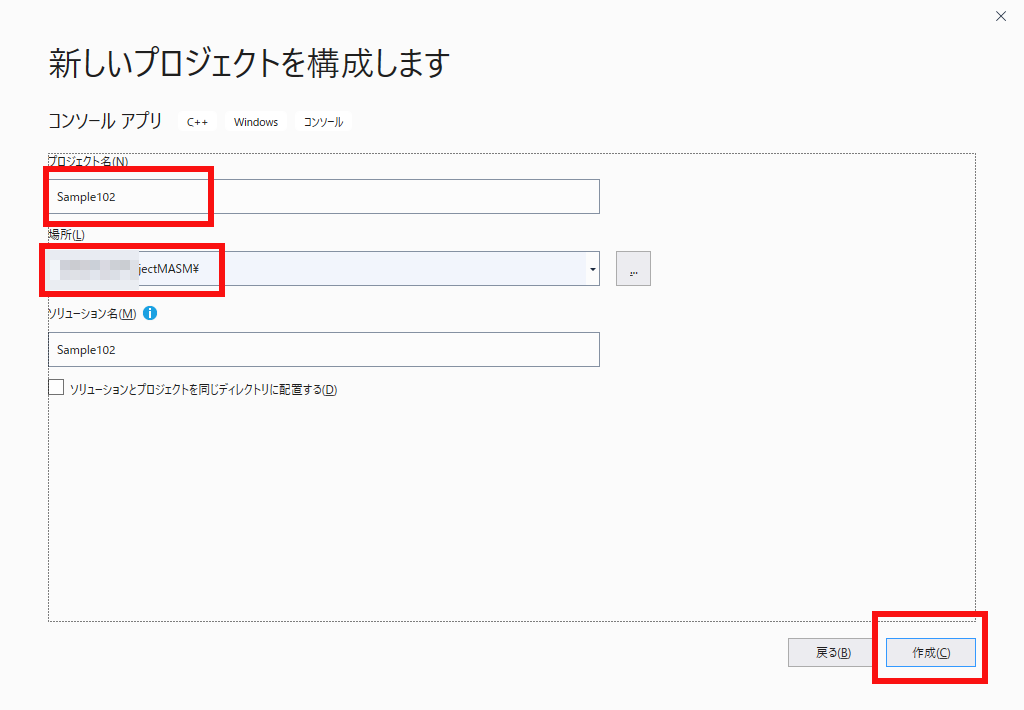 新しいプロジェクトを構成します
コンソール アプリ C++ Windows コンソール
プロジェクト名(N)
Sample102
場所(L)
jectMASM¥
...
ソリューション名(M) i
Sample102
ソリューションとプロジェクトを同じディレクトリに配置する(D)
戻る(B) 作成(C)